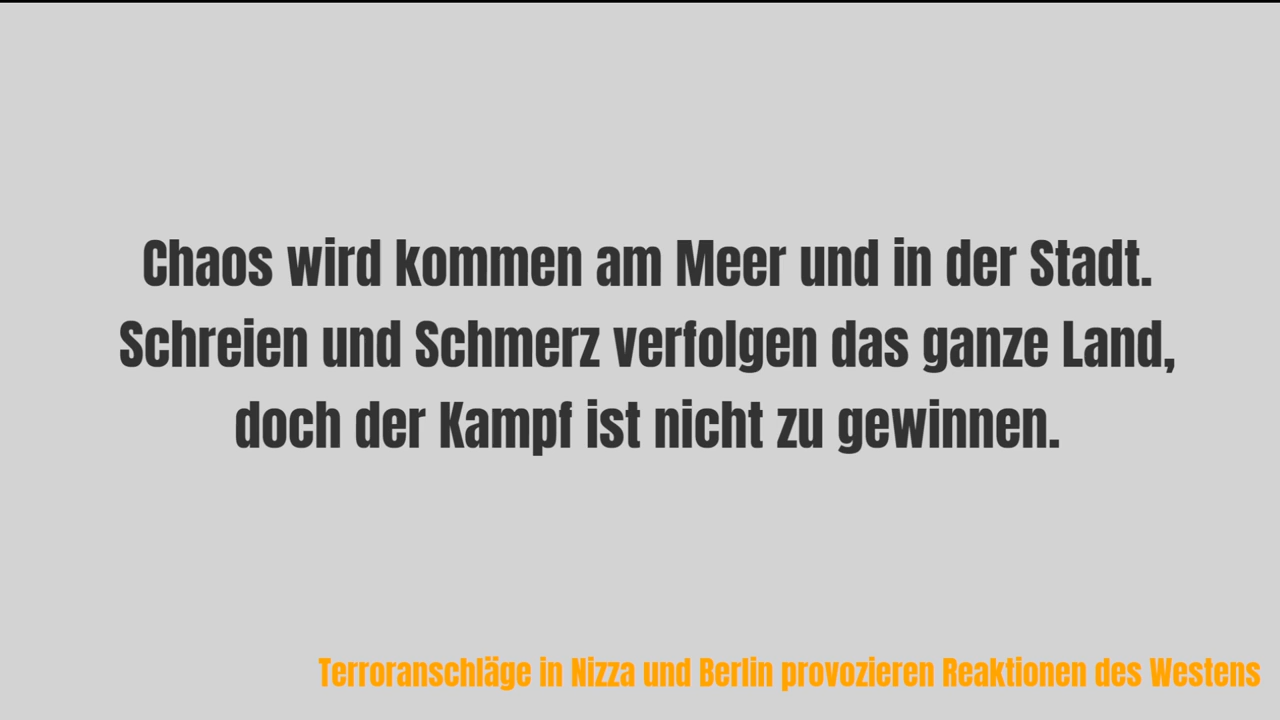 Chaos wird kommen am Meer und in der Stadt.
Schreien und Schmerz verfolgen das ganze Land,
doch der Kampf ist nicht zu gewinnen.
Terroranschläge in Nizza und Berlin provozieren Reaktionen des Westens